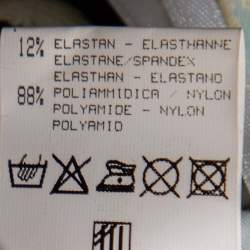 12% ELASTAN - ELASTHANNE
ELASTANE/SPANDEX
ELASTHAN - ELASTANO
88% POLIAMMIDICA / NYLON
POLYAMIDE - NYLON
POLYAMID